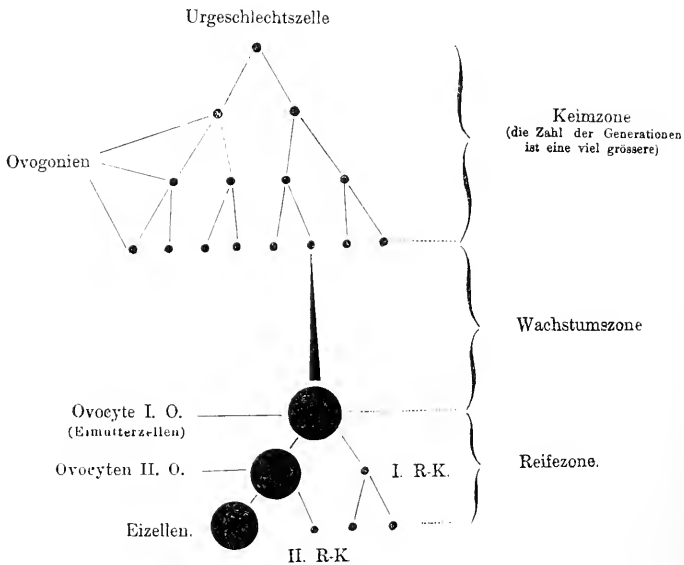 Urgeschlechtszelle
Keimzone
(die Zahl der Generationen
ist eine viel grössere)
Ovogonien
Wachstumszone
Ovocyte I. O.
(Eimutterzellen)
Ovocyten II. O.
I. R-K.
Reifezone.
Eizellen.
II. R-K